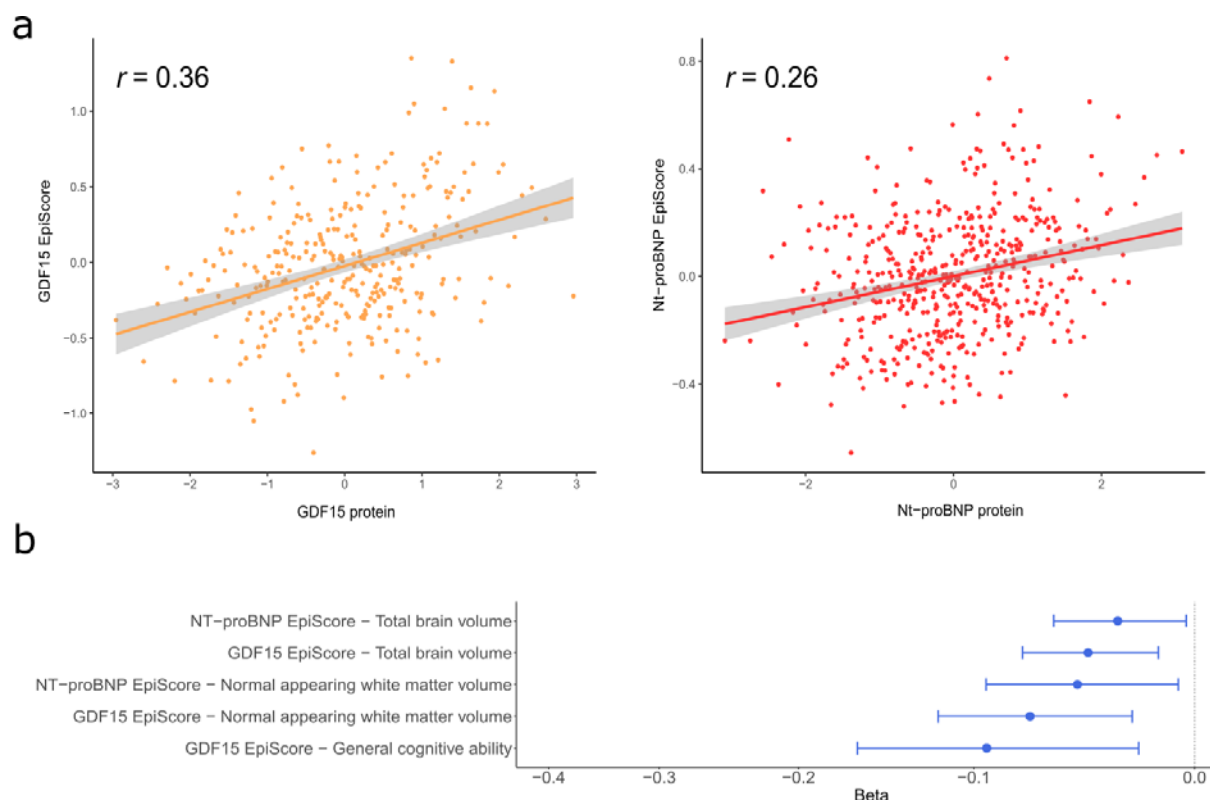 a
r = 0.36
1.0
0.5
0.0
−0.5
−1.0
GDF15 EpiScore
−3 −2 −1 0 1 2 3
GDF15 protein
r = 0.26
0.8
0.4
0.0
−0.4
Nt−proBNP EpiScore
−2 0 2
Nt−proBNP protein
b
NT−proBNP EpiScore − Total brain volume
GDF15 EpiScore − Total brain volume
NT−proBNP EpiScore − Normal appearing white matter volume
GDF15 EpiScore − Normal appearing white matter volume
GDF15 EpiScore − General cognitive ability
−0.4 −0.3 −0.2 −0.1 0.0
Beta